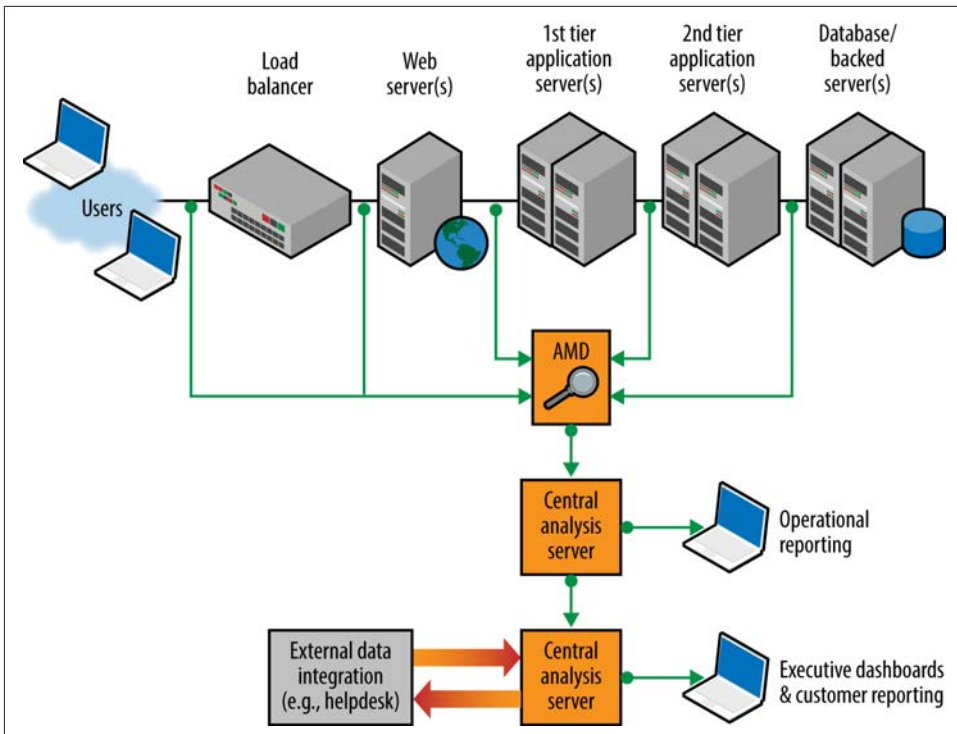 Load
balancer
Web
server(s)
1st tier
application
server(s)
2nd tier
application
server(s)
Database/
backed
server(s)
Users
AMD
Central
analysis
server
Operational
reporting
External data
integration
(e.g., helpdesk)
Central
analysis
server
Executive dashboards
& customer reporting